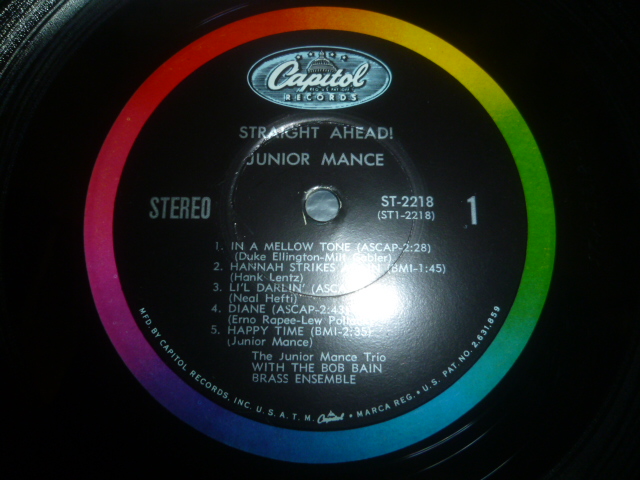 Capitol
RECORDS
STRAIGHT AHEAD!
JUNIOR MANCE
STEREO
ST-2218
(ST1-2218)
1
1. IN A MELLOW TONE (ASCAP-2:28)
(Duke Ellington-Milt Gabler)
2. HANNAH STRIKES (BMI-1:45)
(Hank Lentz)
3. LI'L DARLIN' (ASCA
(Neal Hefti)
4. DIANE (ASCAP-2:43)
(Erno Rapee-Lew
5. HAPPY TIME (BMI-2:35)
(Junior Mance)
The Junior Mance Trio
WITH THE BOB BAIN
BRASS ENSEMBLE
MFD. BY CAPITOL RECORDS, INC. U. S. A. T. M. Capitol • MARCA REG. • U. S. PAT. NO. 2,631,859